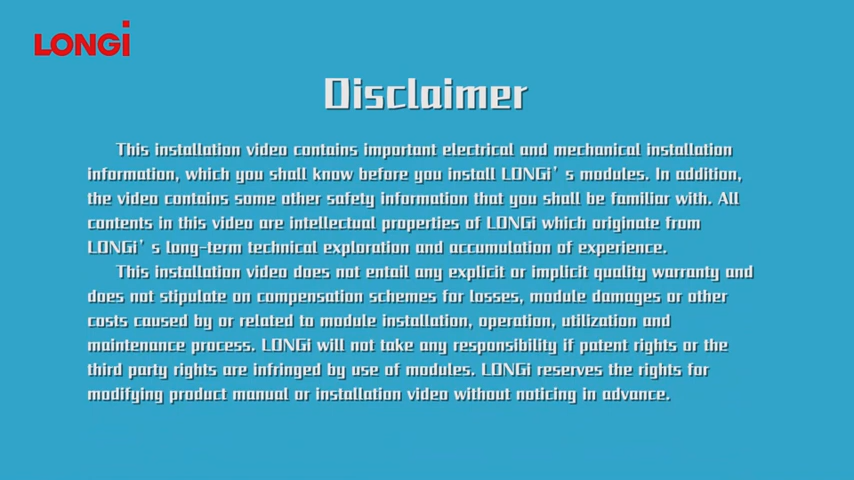 LONGi
Disclaimer
This installation video contains important electrical and mechanical installation
information, which you shall know before you install LONGi’s modules. In addition,
the video contains some other safety information that you shall be familiar with. All
contents in this video are intellectual properties of LONGi which originate from
LONGi’s long-term technical exploration and accumulation of experience.
This installation video does not entail any explicit or implicit quality warranty and
does not stipulate on compensation schemes for losses, module damages or other
costs caused by or related to module installation, operation, utilization and
maintenance process. LONGi will not take any responsibility if patent rights or the
third party rights are infringed by use of modules. LONGi reserves the rights for
modifying product manual or installation video without noticing in advance.